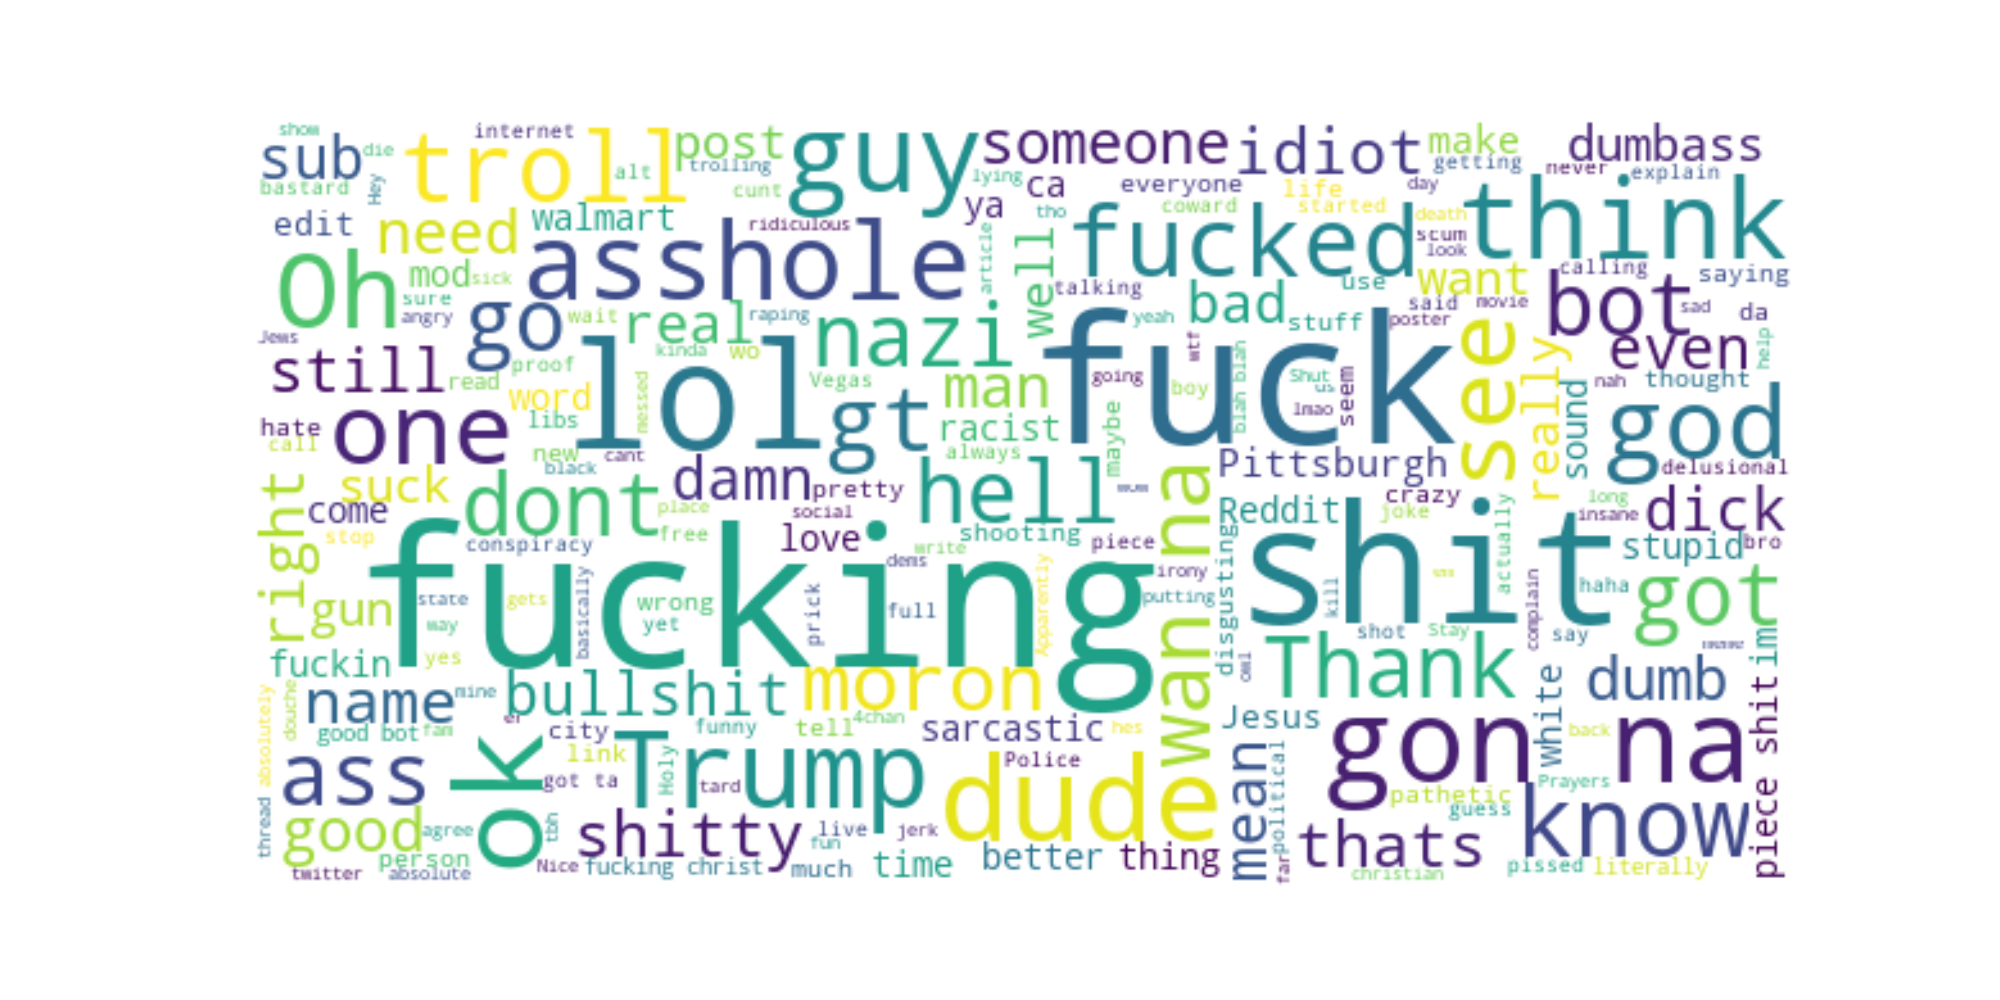 show
internet
sub
die
troll
post
guy
someone
idiot
make
dumbass
bastard
Hey
alt
trolling
cunt
lying
ca
everyone
life
getting
day
never
explain
edit
need
walmart
ridiculous
ya
tho
coward
started
death
think
asshole
article
well
fucked
scum
look
want
calling
saying
Oh
mod
sick
sure
angry
go
wait
real
raping
nazi
talking
yeah
bad
use
stuff
said
poster
movie
bot
sad
da
Jews
still
read
proof
kinda
wo
lol
Vegas
man
going
fuck
wtf
boy
blah blah
Shut
us
lmao
seem
see
really
even
help
nah
thought
hate
call
one
word
libs
messed
new
cant
black
gt
racist
always
maybe
sound
god
delusional
right
suck
come
stop
dont
damn
pretty
place
social
free
love
hell
shooting
piece
wan na
Pittsburgh
Reddit
crazy
joke
long
insane
dick
stupid
bro
conspiracy
fucking
write
dems
irony
putting
disgusting
shit
kill
actually
complain
haha
got
gun
state
way
yes
gets
basically
wrong
yet
prick
full
Apparently
shot
Stay
say
fuckin
name
mine
bullshit
moron
oml
Thank
white
dumb
im
piece shit
absolutely
douche
good bot
fam
er
city
funny
tell
4chan
sarcastic
hes
Jesus
gon na
back
ass
ok
link
got ta
Holy
Trump
tard
Police
dude
mean
political
Prayers
pathetic
guess
know
thread
good
agree
tbh
shitty
live
fun
jerk
better
thing
thats
person
twitter
absolute
Nice
fucking christ
much
time
far
christian
pissed
literally